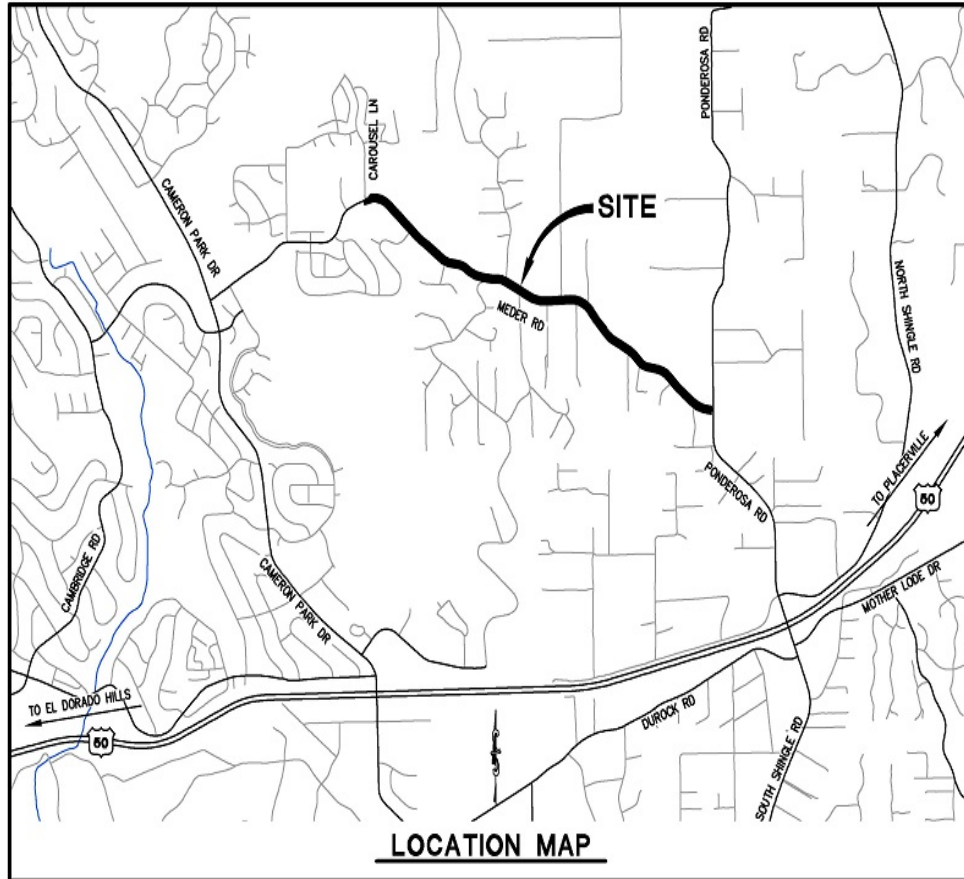 PONDEROSA RD
CAROUSEL LN
CAMERON PARK DR
SITE
MEDER RD
NORTH SHINGLE RD
TO PLACERVILLE
50
PONDEROSA RD
CAMBRIDGE RD
CAMERON PARK DR
MOTHER LODE DR
TO EL DORADO HILLS
50
DUROCK RD
SOUTH SHINGLE RD
LOCATION MAP